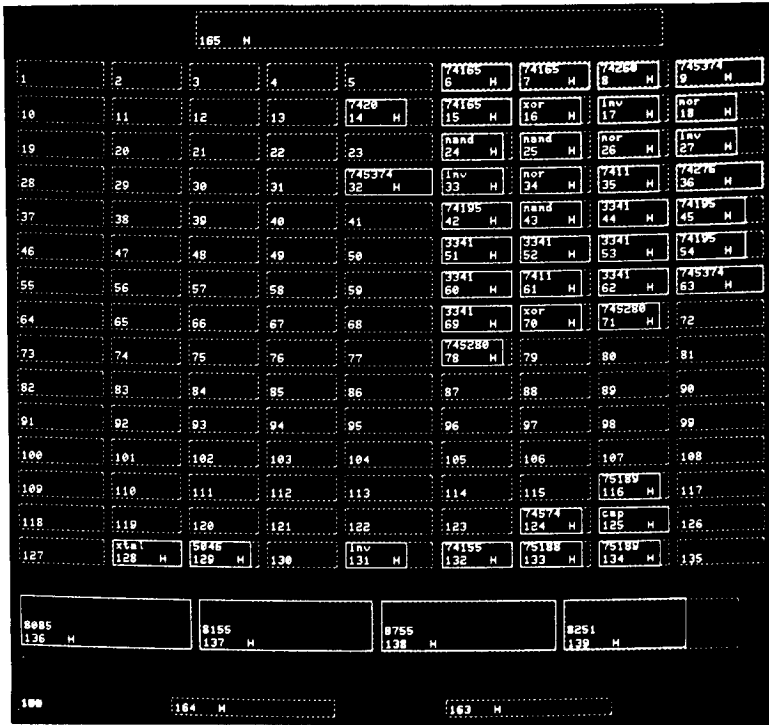 165 H
74165 74165 74260 745374
1 2 3 4 5 6 H 7 H 8 H 9 H
7420 74165 xor Inv nor
10 11 12 13 14 H 15 H 16 H 17 H 18 H
nand nand nor Inv
19 20 21 22 23 24 H 25 H 26 H 27 H
745374 Inv nor 7411 74276
28 29 30 31 32 H 33 H 34 H 35 H 36 H
74195 nand 3341 74195
37 38 39 40 41 42 H 43 H 44 H 45 H
3341 3341 3341 74195
46 47 48 49 50 51 H 52 H 53 H 54 H
3341 7411 3341 745374
55 56 57 58 59 60 H 61 H 62 H 63 H
3341 xor 745280
64 65 66 67 68 69 H 70 H 71 H 72
745280
73 74 75 76 77 78 H 79 80 81
82 83 84 85 86 87 88 89 90
91 92 93 94 95 96 97 98 99
100 101 102 103 104 105 106 107 108
75189
109 110 111 112 113 114 115 116 H 117
74574 cap
118 119 120 121 122 123 124 H 125 H 126
xtal 5046 Inv 74155 75188 75189
127 128 H 129 H 130 131 H 132 H 133 H 134 H 135
8085 8155 8755 8251
136 H 137 H 138 H 139 H
164 H 163 H